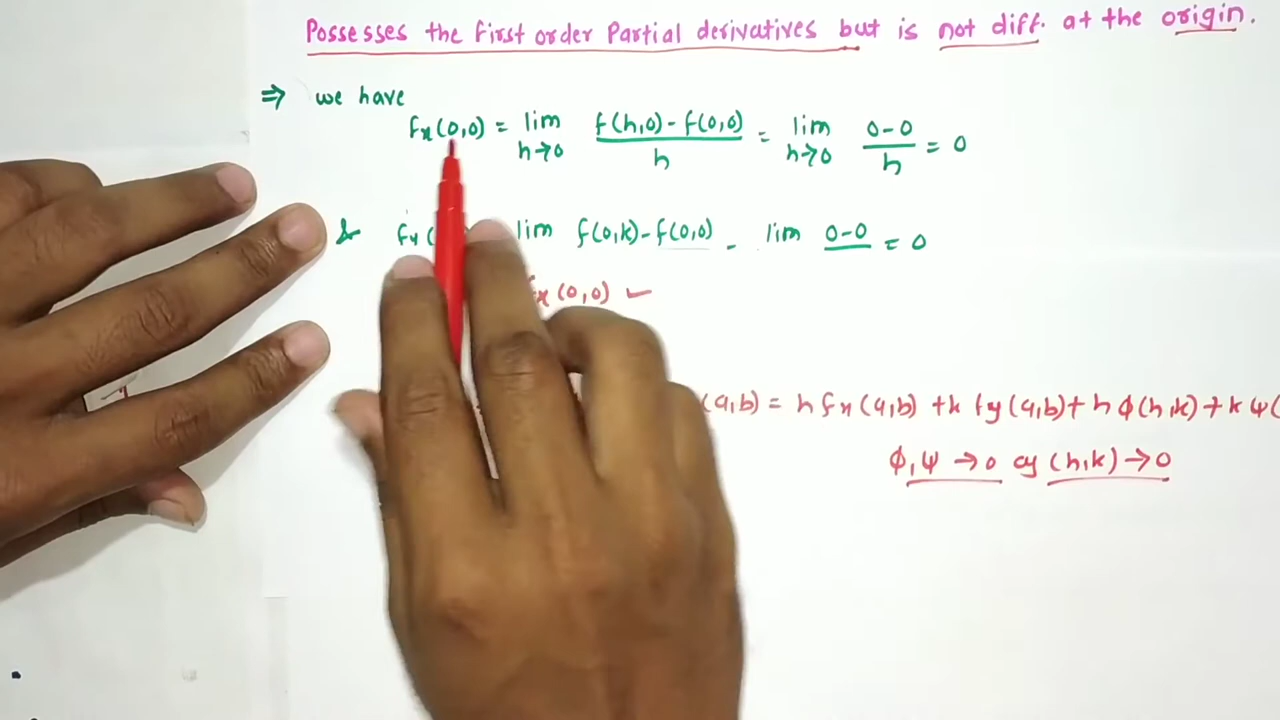 Possesses the first order Partial derivatives but is not diff. at the origin.
⇒ we have
fx(0,0) = lim h→0 f(h,0)-f(0,0)/h = lim h→0 0-0/h = 0
& fy( lim f(0,k)-f(0,0) = lim 0-0 = 0
fx(0,0) ✓
(a,b) = h fx(a,b) + k fy(a,b) + h φ(h,k) + k ψ(
φ,ψ → 0 as (h,k) → 0